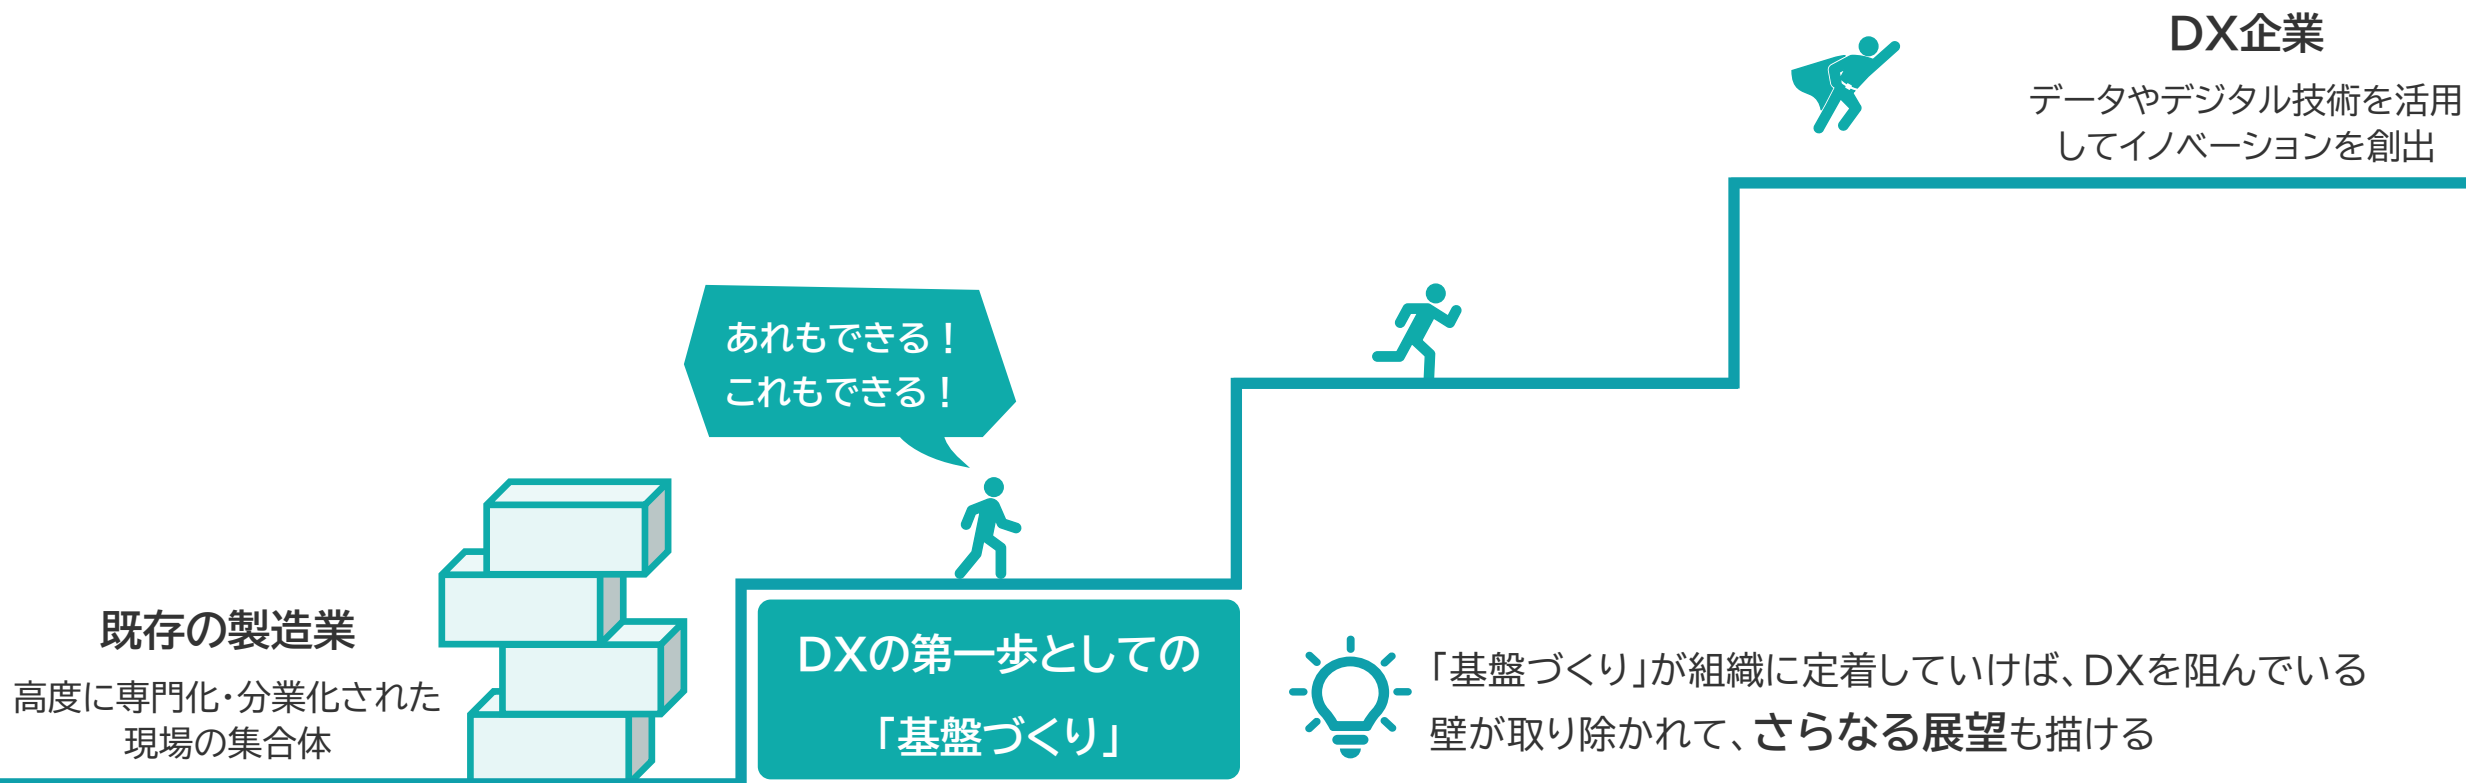 DX企業
データやデジタル技術を活用
してイノベーションを創出
あれもできる！
これもできる！
既存の製造業
高度に専門化・分業化された
現場の集合体
DXの第一歩としての
「基盤づくり」
「基盤づくり」が組織に定着していけば、DXを阻んでいる
壁が取り除かれて、さらなる展望も描ける